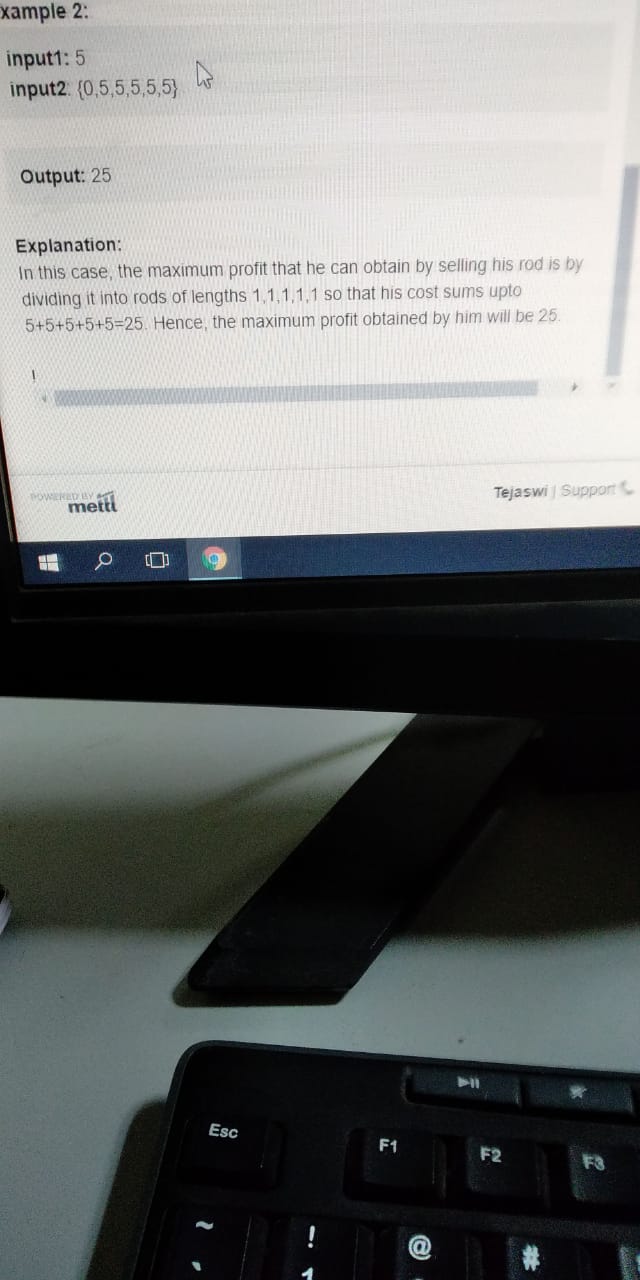 xample 2:
input1: 5
input2: {0,5,5,5,5,5}
Output: 25
Explanation:
In this case, the maximum profit that he can obtain by selling his rod is by
dividing it into rods of lengths 1,1,1,1,1 so that his cost sums upto
5+5+5+5+5=25. Hence, the maximum profit obtained by him will be 25.
POWERED BY
mettl
Tejaswi | Support
Esc
F1
F2
F3
~
!
@
#
1